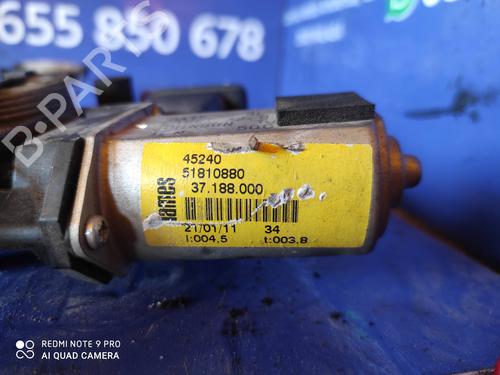 655 850 678
B-PARTS
45240
51810880
37.188.000
21/01/11 34
I:004,5 t:003,8
REDMI NOTE 9 PRO
AI QUAD CAMERA